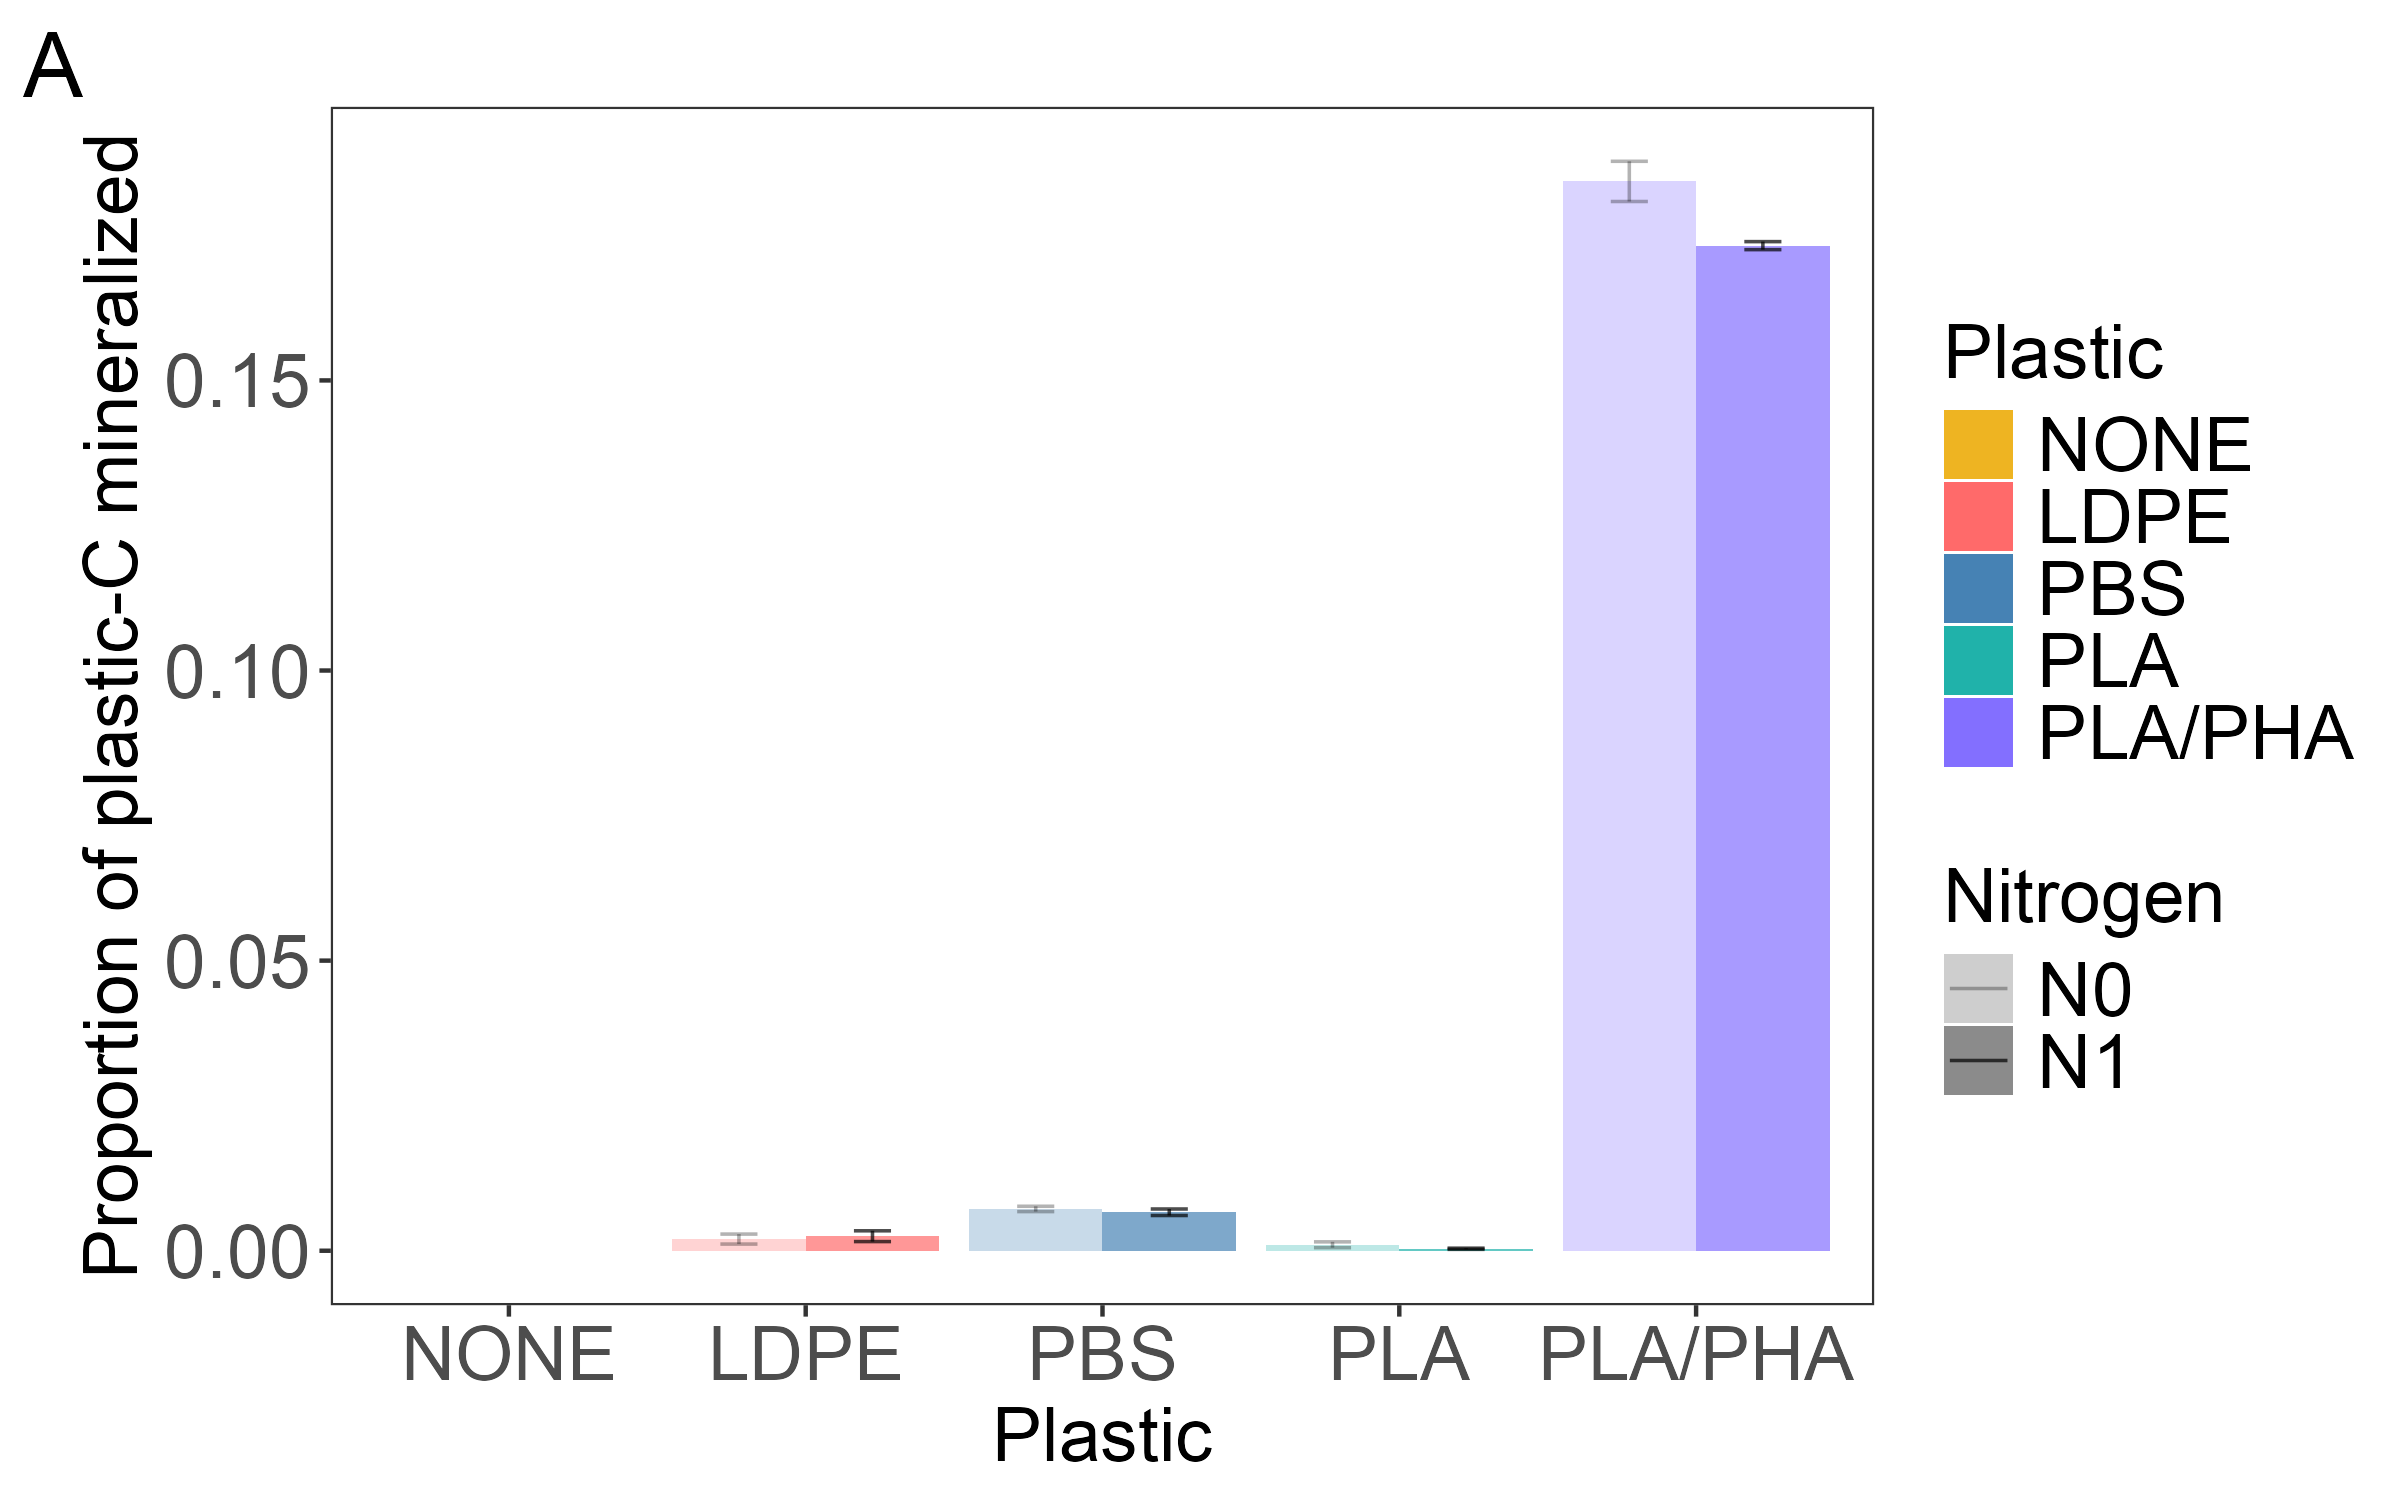 A
Proportion of plastic-C mineralized
0.15
0.10
0.05
0.00
NONE
LDPE
PBS
PLA
PLA/PHA
Plastic
Plastic
NONE
LDPE
PBS
PLA
PLA/PHA
Nitrogen
N0
N1